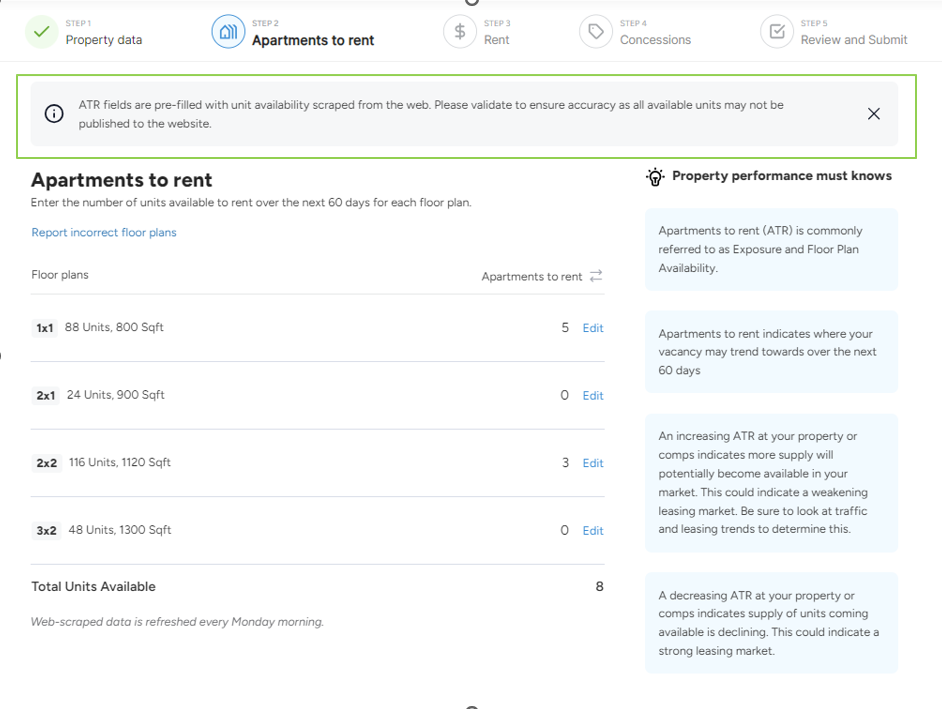 STEP 1
Property data
STEP 2
Apartments to rent
STEP 3
Rent
STEP 4
Concessions
STEP 5
Review and Submit
ATR fields are pre-filled with unit availability scraped from the web. Please validate to ensure accuracy as all available units may not be
published to the website.
Apartments to rent
Enter the number of units available to rent over the next 60 days for each floor plan.
Report incorrect floor plans
Floor plans
Apartments to rent
1x1 88 Units, 800 Sqft 5 Edit
2x1 24 Units, 900 Sqft 0 Edit
2x2 116 Units, 1120 Sqft 3 Edit
3x2 48 Units, 1300 Sqft 0 Edit
Total Units Available 8
Web-scraped data is refreshed every Monday morning.
Property performance must knows
Apartments to rent (ATR) is commonly
referred to as Exposure and Floor Plan
Availability.
Apartments to rent indicates where your
vacancy may trend towards over the next
60 days
An increasing ATR at your property or
comps indicates more supply will
potentially become available in your
market. This could indicate a weakening
leasing market. Be sure to look at traffic
and leasing trends to determine this.
A decreasing ATR at your property or
comps indicates supply of units coming
available is declining. This could indicate a
strong leasing market.